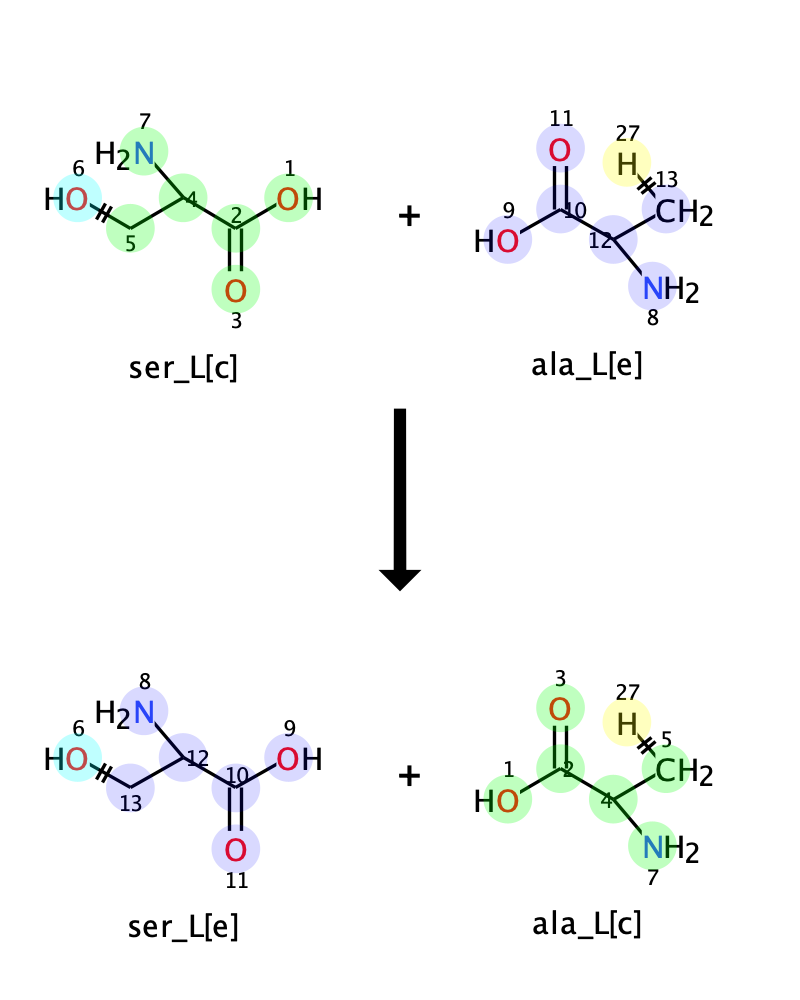 7 11 27
H2N O H 13
6 1
HO 4 2 OH + 9 10 CH2
5 HO 12
O NH2
3 8
ser_L[c] ala_L[e]
8 3 27
H2N O H 5
6 9
HO 12 10 OH + 1 2 CH2
13 HO 4
O NH2
11 7
ser_L[e] ala_L[c]